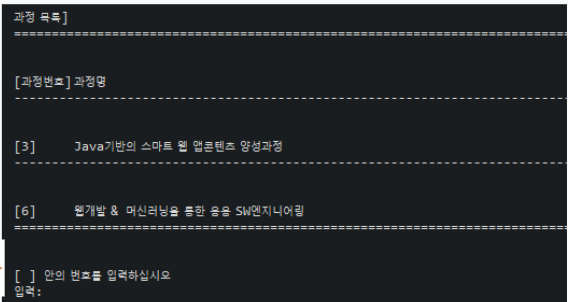 과정 목록]
==========================================================================
[과정번호]과정명
--------------------------------------------------------------------------
[3] Java기반의 스마트 웹 앱콘텐츠 양성과정
--------------------------------------------------------------------------
[6] 웹개발 & 머신러닝을 통한 응용 SW엔지니어링
==========================================================================
[ ] 안의 번호를 입력하십시오
입력: